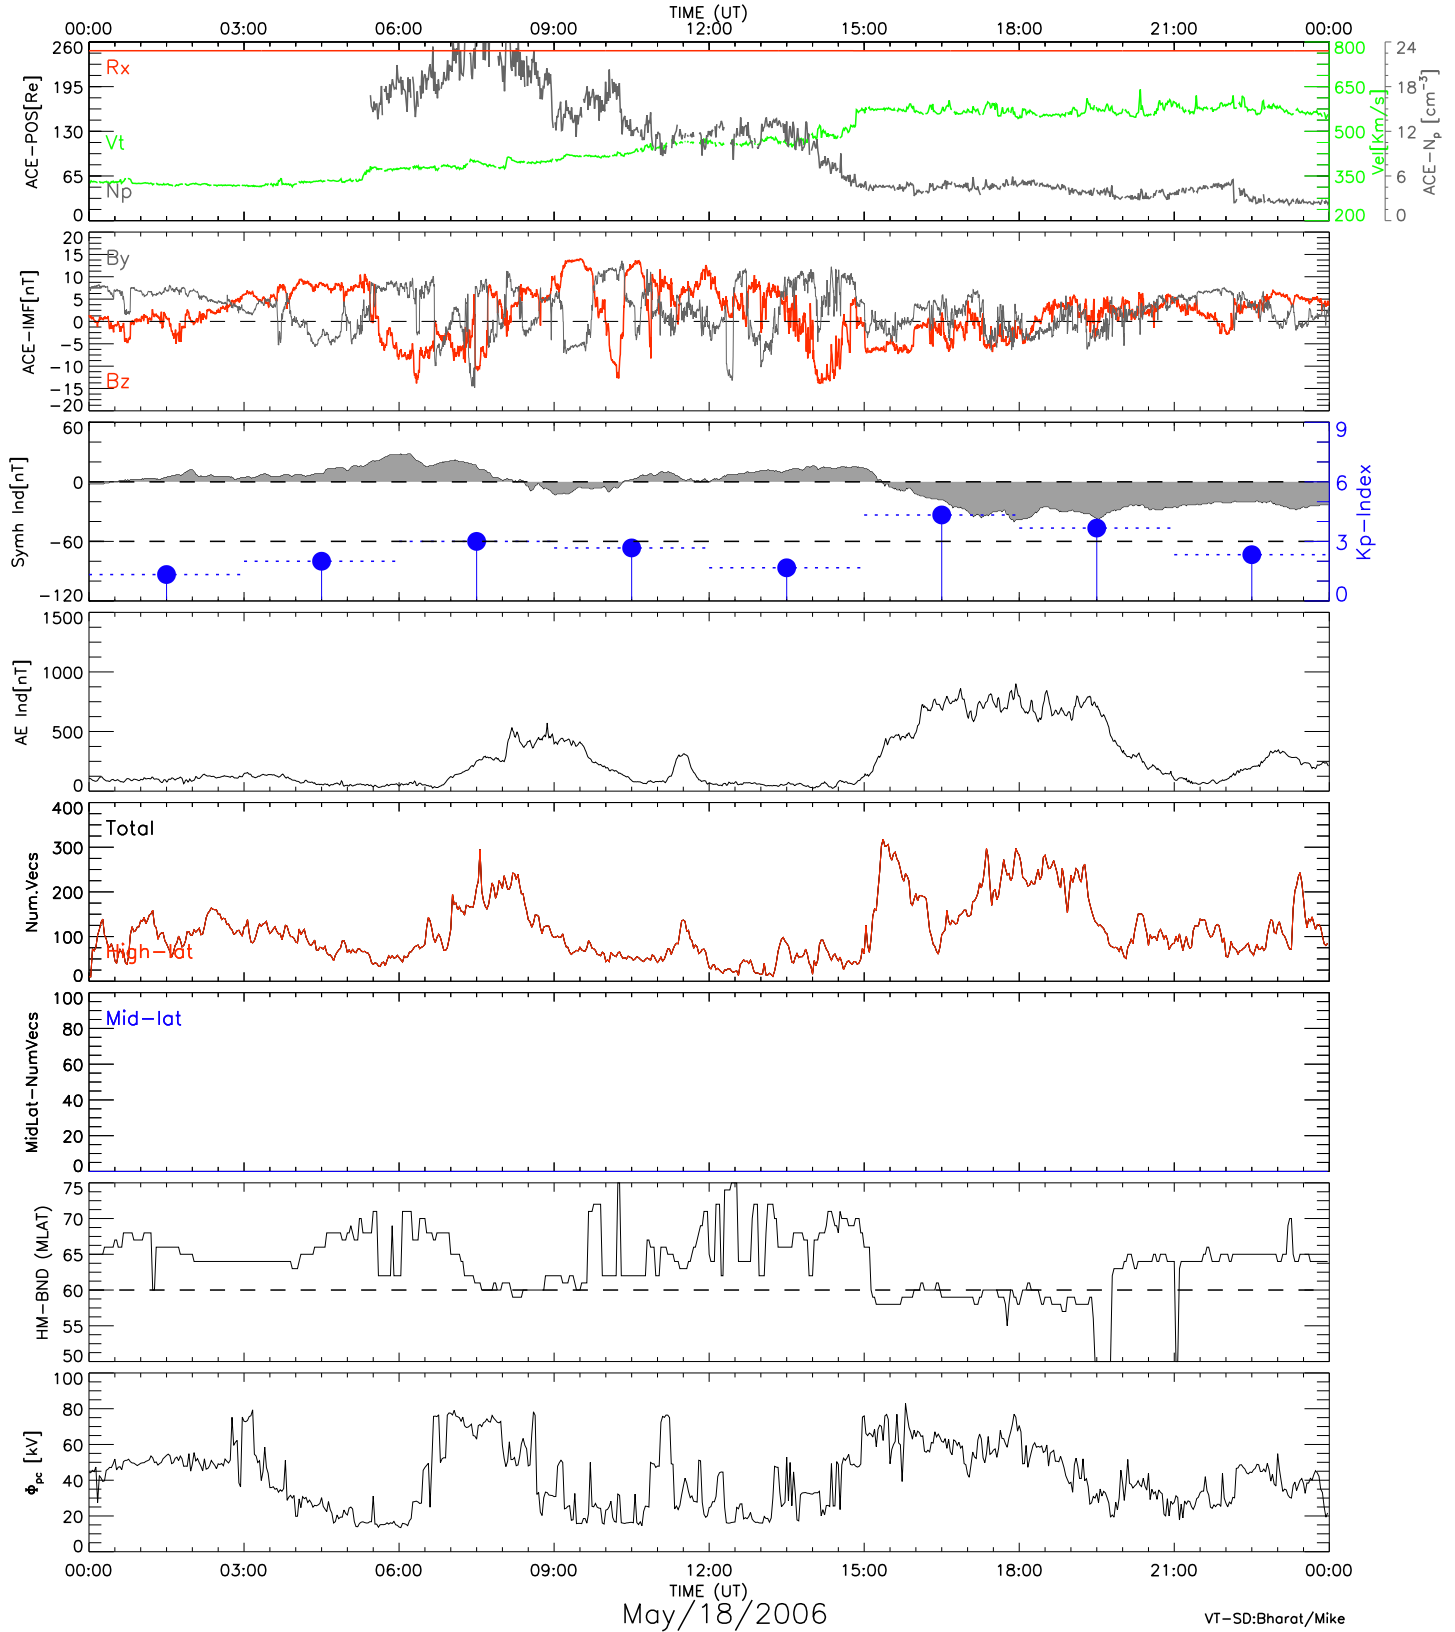 TIME (UT)
00:00 03:00 06:00 09:00 12:00 15:00 18:00 21:00 00:00
ACE-POS[Re]
260
195
130
65
0
Rx
Vt
Np
800
650
500
350
200
Vel[Km/s]
24
18
12
6
0
ACE-Np [cm-3]
ACE-IMF[nT]
20
15
10
5
0
-5
-10
-15
-20
By
Bz
Symh Ind[nT]
60
0
-60
-120
9
6
3
0
Kp-Index
AE Ind[nT]
1500
1000
500
0
Num.Vecs
400
300
200
100
0
Total
High-lat
MidLat-NumVecs
100
80
60
40
20
0
Mid-lat
HM-BND (MLAT)
75
70
65
60
55
50
Φpc [kV]
100
80
60
40
20
0
00:00 03:00 06:00 09:00 12:00 15:00 18:00 21:00 00:00
TIME (UT)
May/18/2006
VT-SD:Bharat/Mike